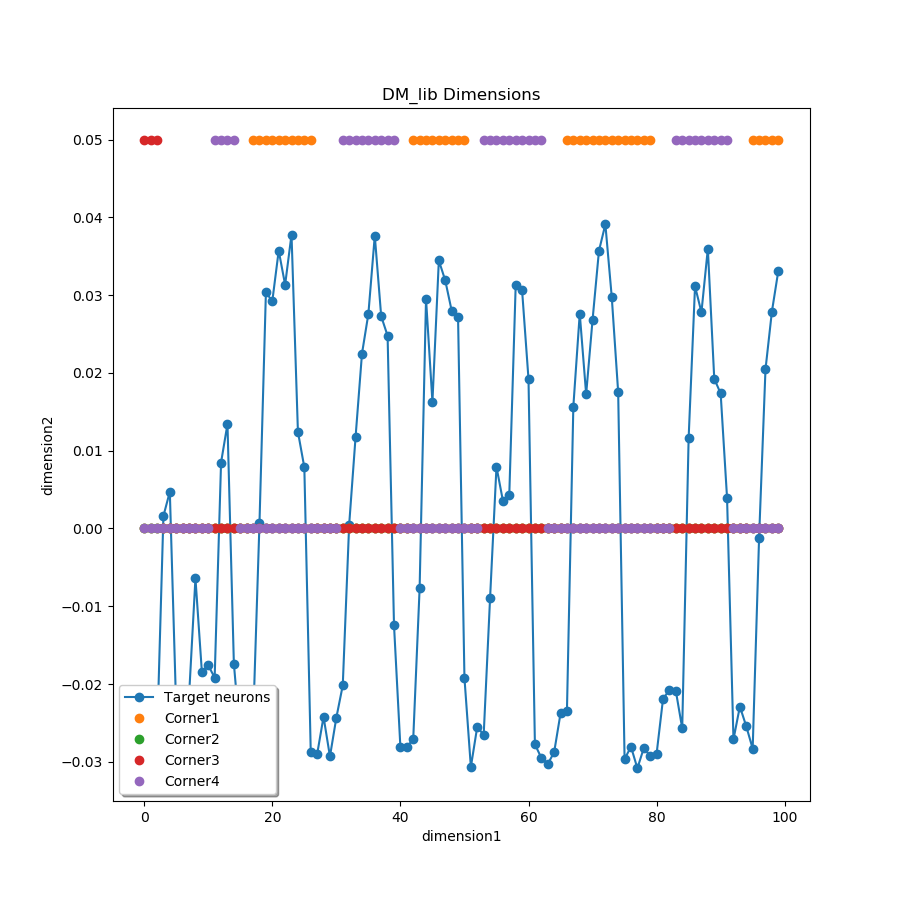 DM_lib Dimensions
0.05
0.04
0.03
0.02
0.01
0.00
−0.01
−0.02
−0.03
dimension2
Target neurons
Corner1
Corner2
Corner3
Corner4
0 20 40 60 80 100
dimension1